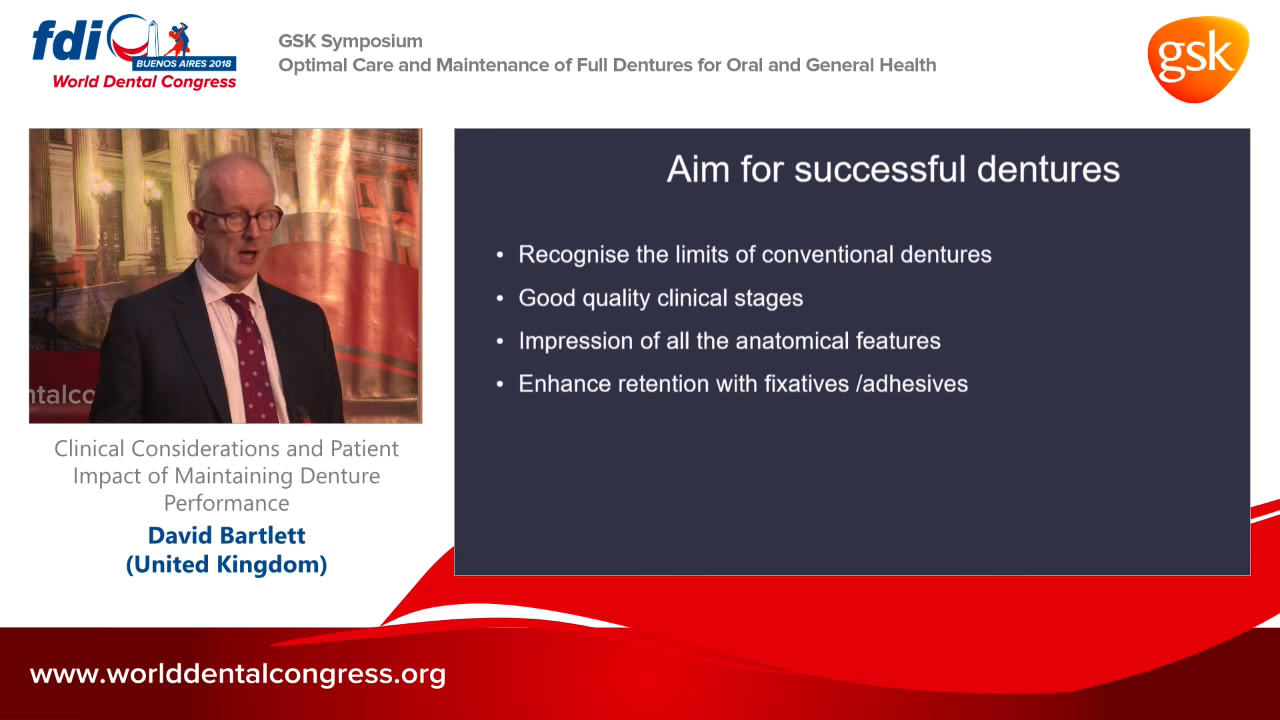 fdi
BUENOS AIRES 2018
World Dental Congress
GSK Symposium
Optimal Care and Maintenance of Full Dentures for Oral and General Health
gsk
ntalco
Clinical Considerations and Patient
Impact of Maintaining Denture
Performance
David Bartlett
(United Kingdom)
Aim for successful dentures
• Recognise the limits of conventional dentures
• Good quality clinical stages
• Impression of all the anatomical features
• Enhance retention with fixatives /adhesives
www.worlddentalcongress.org